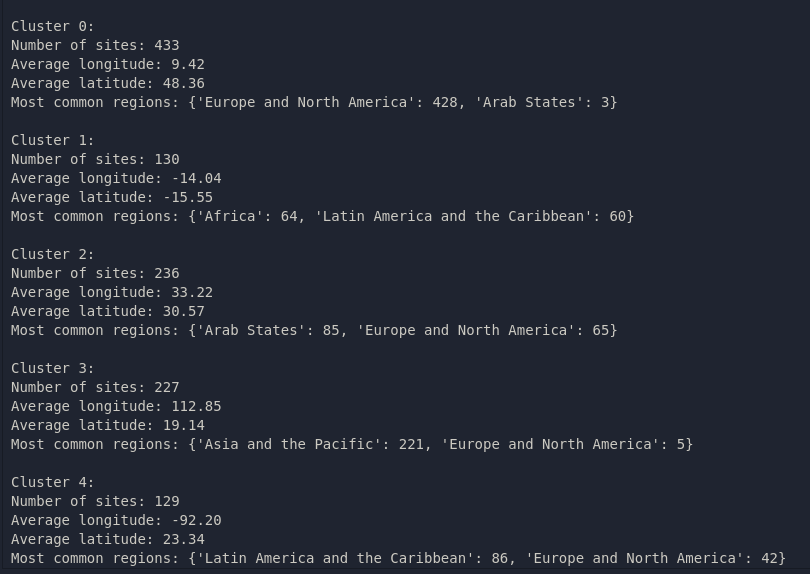 Cluster 0:
Number of sites: 433
Average longitude: 9.42
Average latitude: 48.36
Most common regions: {'Europe and North America': 428, 'Arab States': 3}
Cluster 1:
Number of sites: 130
Average longitude: -14.04
Average latitude: -15.55
Most common regions: {'Africa': 64, 'Latin America and the Caribbean': 60}
Cluster 2:
Number of sites: 236
Average longitude: 33.22
Average latitude: 30.57
Most common regions: {'Arab States': 85, 'Europe and North America': 65}
Cluster 3:
Number of sites: 227
Average longitude: 112.85
Average latitude: 19.14
Most common regions: {'Asia and the Pacific': 221, 'Europe and North America': 5}
Cluster 4:
Number of sites: 129
Average longitude: -92.20
Average latitude: 23.34
Most common regions: {'Latin America and the Caribbean': 86, 'Europe and North America': 42}